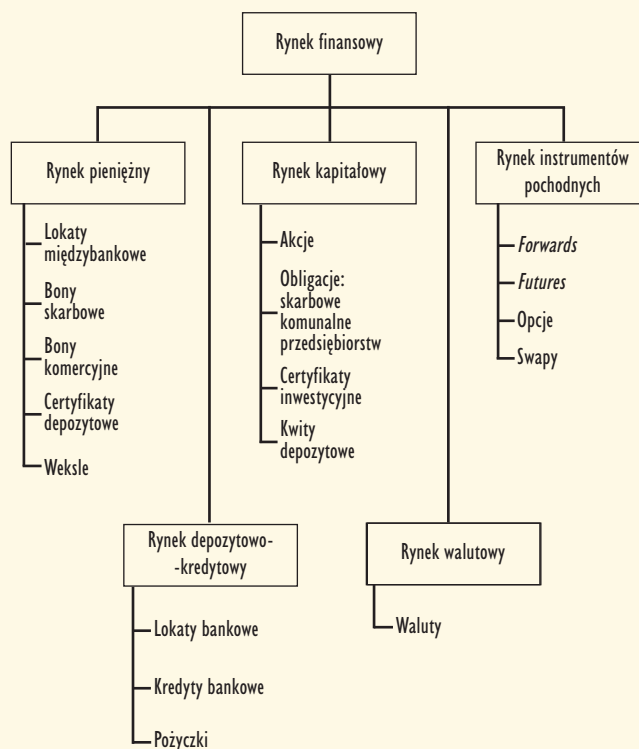 Rynek finansowy
Rynek pieniężny
Lokaty
międzybankowe
Bony
skarbowe
Bony
komercyjne
Certyfikaty
depozytowe
Weksle
Rynek kapitałowy
Akcje
Obligacje:
skarbowe
komunalne
przedsiębiorstw
Certyfikaty
inwestycyjne
Kwity
depozytowe
Rynek instrumentów
pochodnych
Forwards
Futures
Opcje
Swapy
Rynek depozytowo-
-kredytowy
Lokaty bankowe
Kredyty bankowe
Pożyczki
Rynek walutowy
Waluty